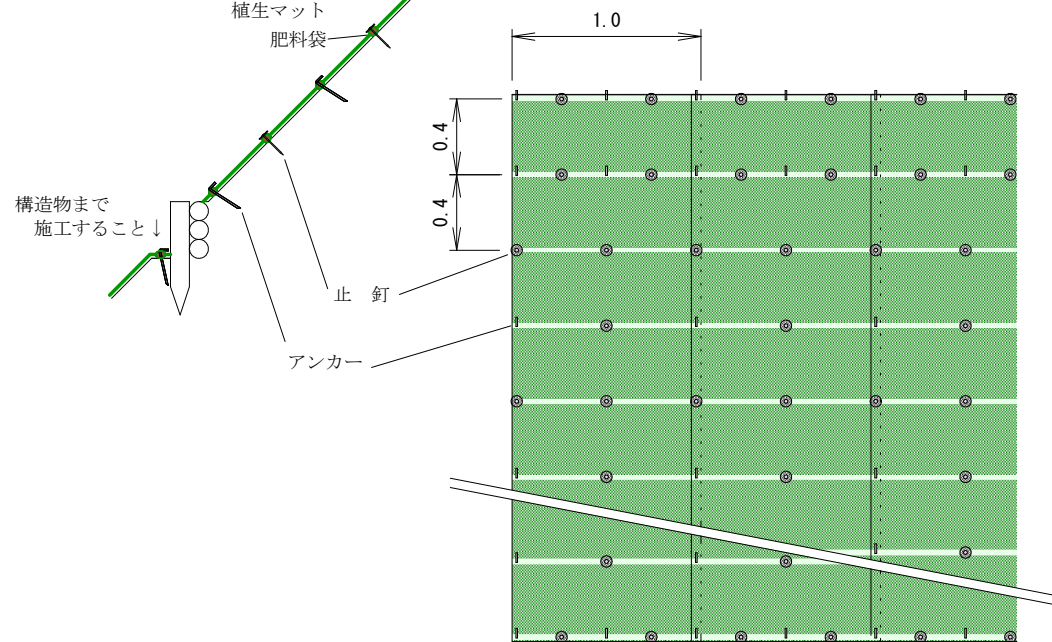 植生マット
肥料袋
1.0
0.4
0.4
構造物まで
施工すること↓
止　釘
アンカー